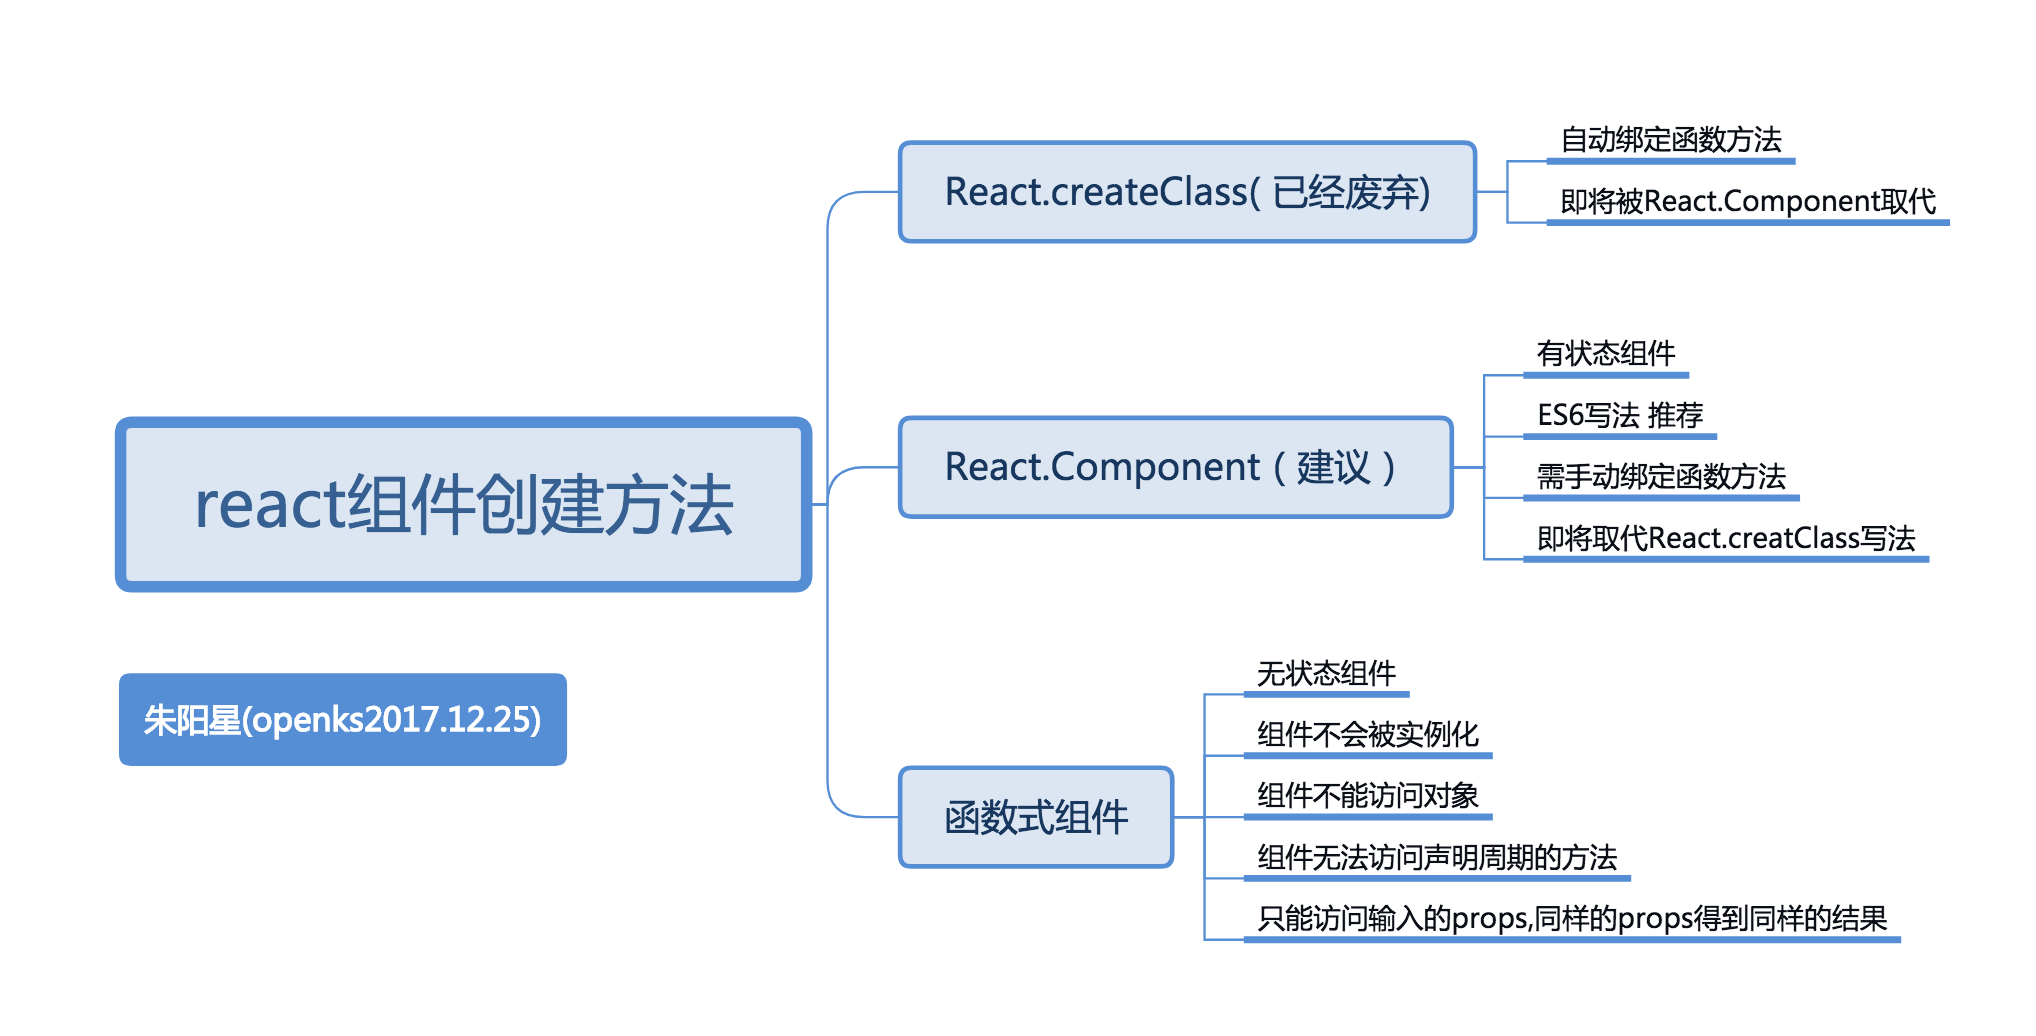 react组件创建方法
朱阳星(openks2017.12.25)
React.createClass( 已经废弃)
自动绑定函数方法
即将被React.Component取代
React.Component（建议）
有状态组件
ES6写法 推荐
需手动绑定函数方法
即将取代React.creatClass写法
函数式组件
无状态组件
组件不会被实例化
组件不能访问对象
组件无法访问声明周期的方法
只能访问输入的props,同样的props得到同样的结果